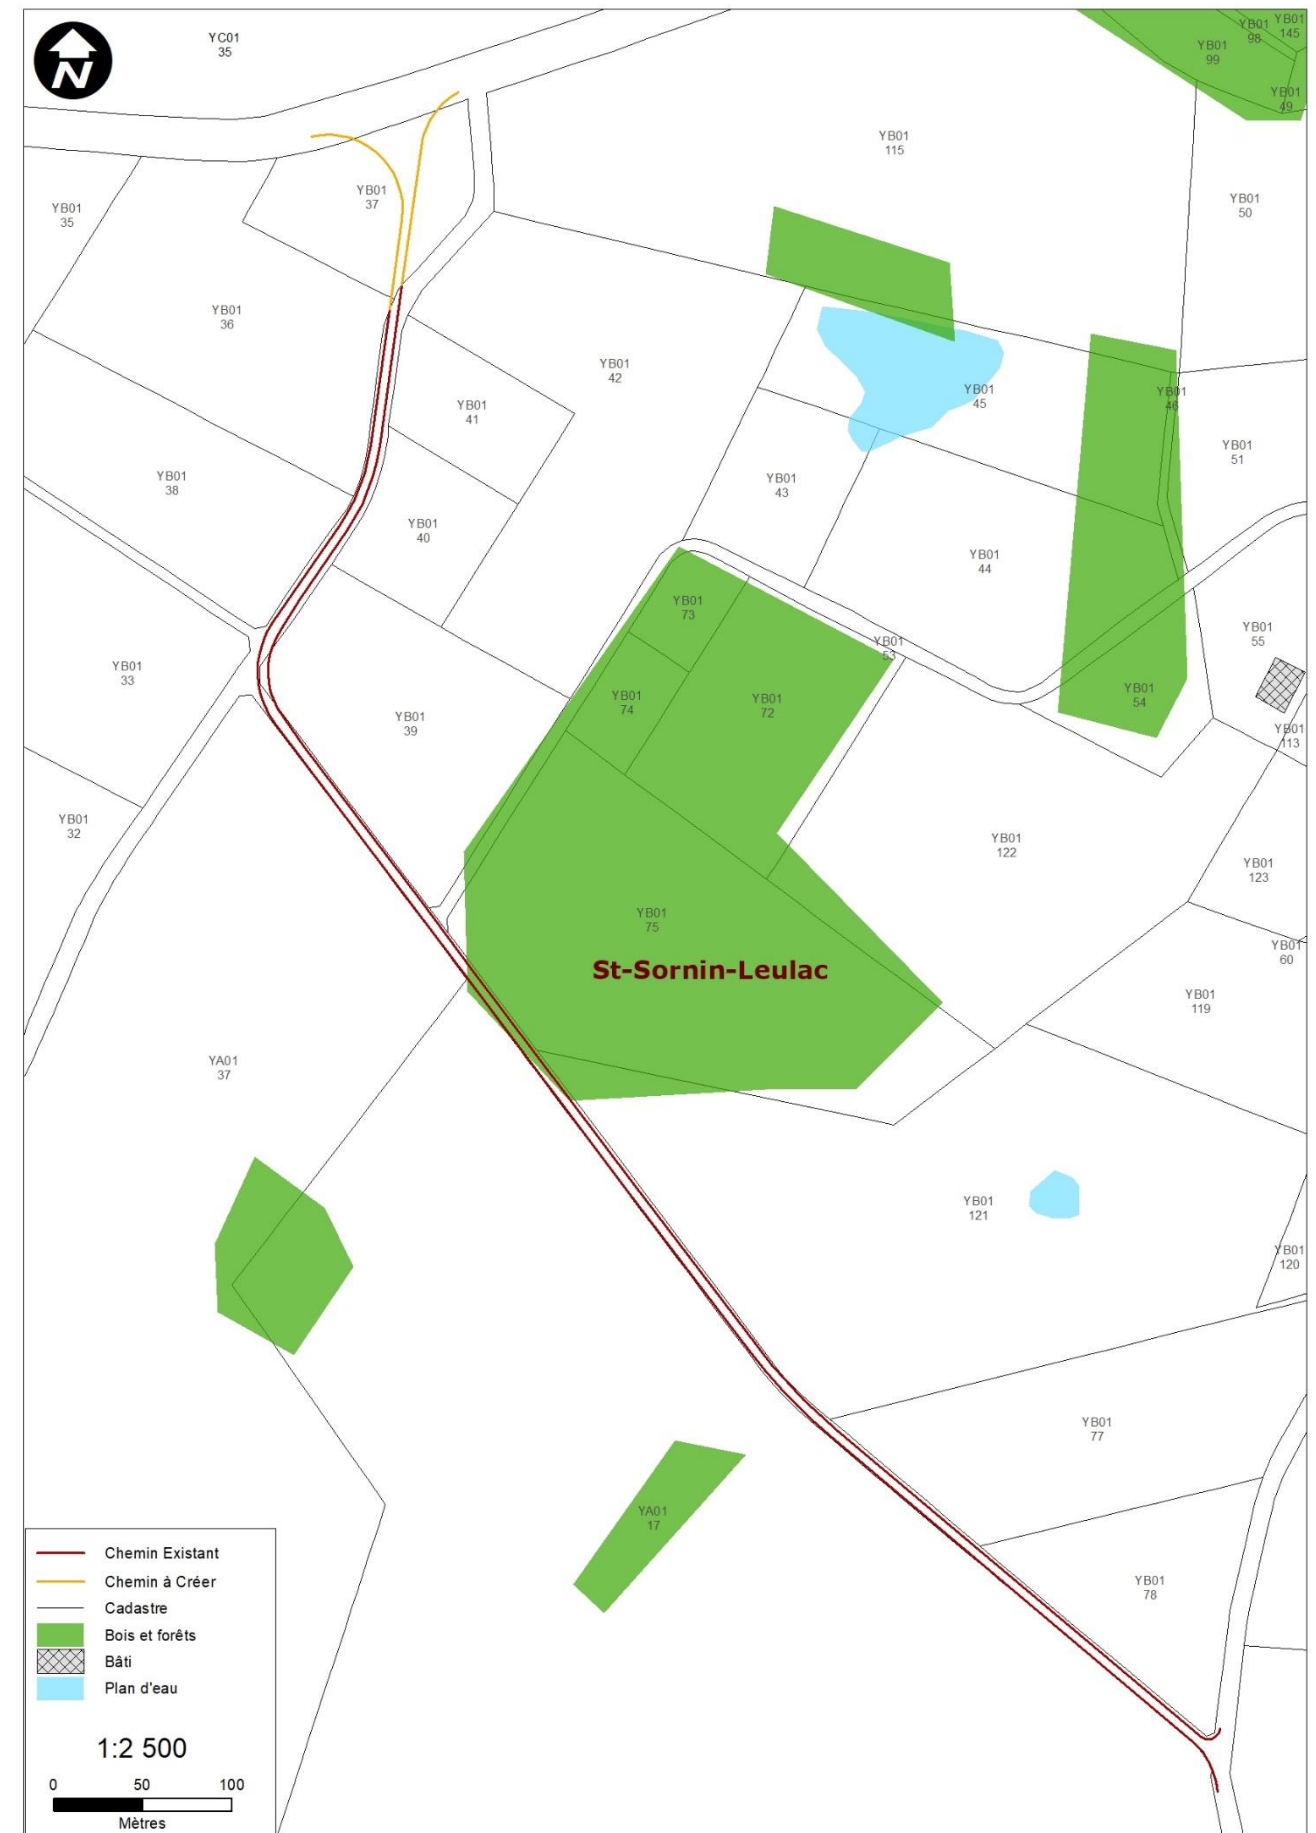 N
YC01
35
YB01
98
YB01
145
YB01
99
YB01
49
YB01
115
YB01
37
YB01
35
YB01
50
YB01
36
YB01
42
YB01
45
YB01
46
YB01
41
YB01
51
YB01
38
YB01
43
YB01
40
YB01
44
YB01
73
YB01
53
YB01
55
YB01
33
YB01
74
YB01
72
YB01
54
YB01
39
YB01
113
YB01
32
YB01
122
YB01
123
YB01
75
YB01
60
St-Sornin-Leulac
YB01
119
YA01
37
YB01
121
YB01
120
YB01
77
YA01
17
YB01
78
Chemin Existant
Chemin à Créer
Cadastre
Bois et forêts
Bâti
Plan d'eau
1:2 500
0 50 100
Mètres